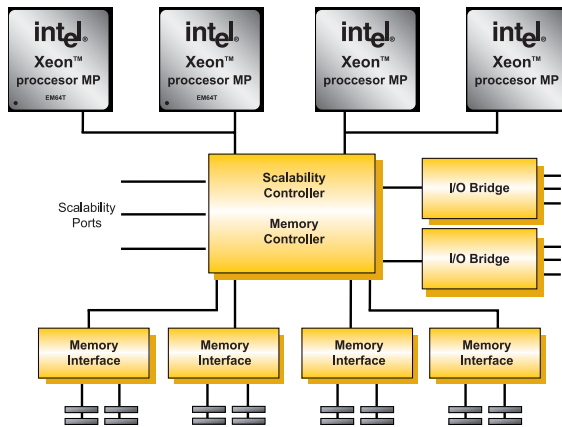 intel®
Xeon™
proccesor MP
EM64T
intel®
Xeon™
proccesor MP
EM64T
intel®
Xeon™
proccesor MP
intel®
Xeon™
proccesor MP
Scalability
Controller
Memory
Controller
Scalability
Ports
I/O Bridge
I/O Bridge
Memory
Interface
Memory
Interface
Memory
Interface
Memory
Interface